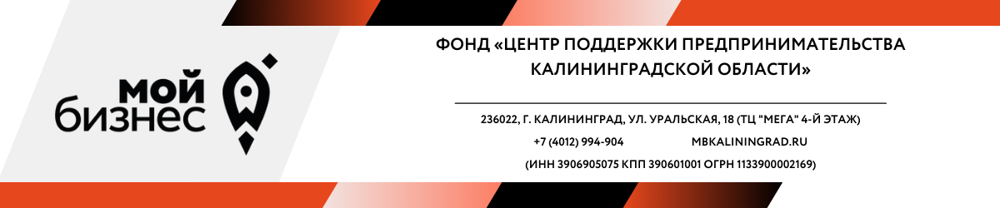 мой
бизнес
ФОНД «ЦЕНТР ПОДДЕРЖКИ ПРЕДПРИНИМАТЕЛЬСТВА
КАЛИНИНГРАДСКОЙ ОБЛАСТИ»
236022, Г. КАЛИНИНГРАД, УЛ. УРАЛЬСКАЯ, 18 (ТЦ "МЕГА" 4-Й ЭТАЖ)
+7 (4012) 994-904 MBKALININGRAD.RU
(ИНН 3906905075 КПП 390601001 ОГРН 1133900002169)